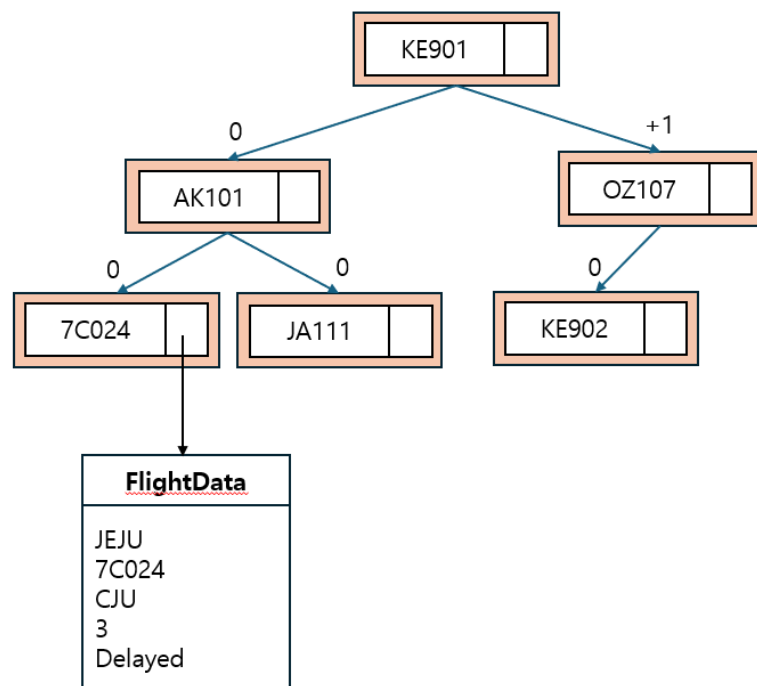 KE901
0
+1
AK101
OZ107
0
0
0
7C024
JA111
KE902
FlightData
JEJU
7C024
CJU
3
Delayed